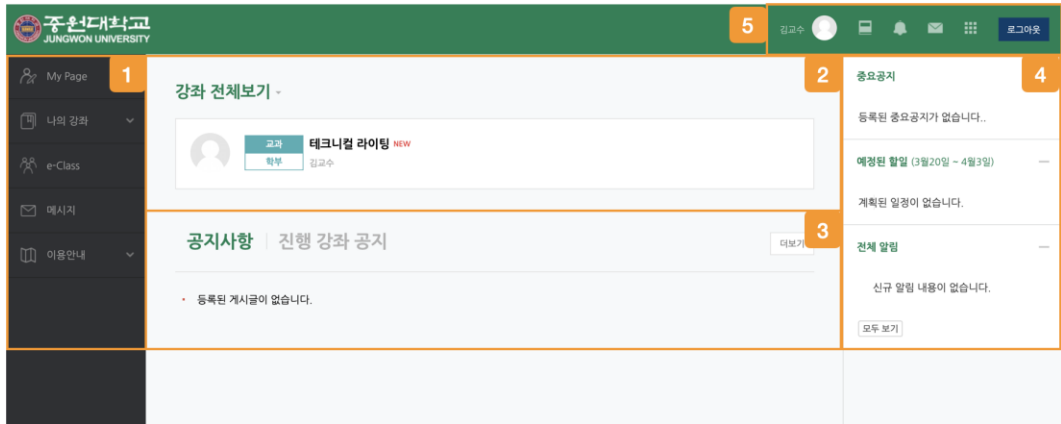 중원대학교
JUNGWON UNIVERSITY
5
김교수
로그아웃
1
My Page
나의 강좌
e-Class
메시지
이용안내
2
강좌 전체보기
교과
학부
테크니컬 라이팅 NEW
김교수
3
공지사항 | 진행 강좌 공지
더보기
• 등록된 게시글이 없습니다.
4
중요공지
등록된 중요공지가 없습니다..
예정된 할일 (3월20일 ~ 4월3일)
계획된 일정이 없습니다.
전체 알림
신규 알림 내용이 없습니다.
모두 보기